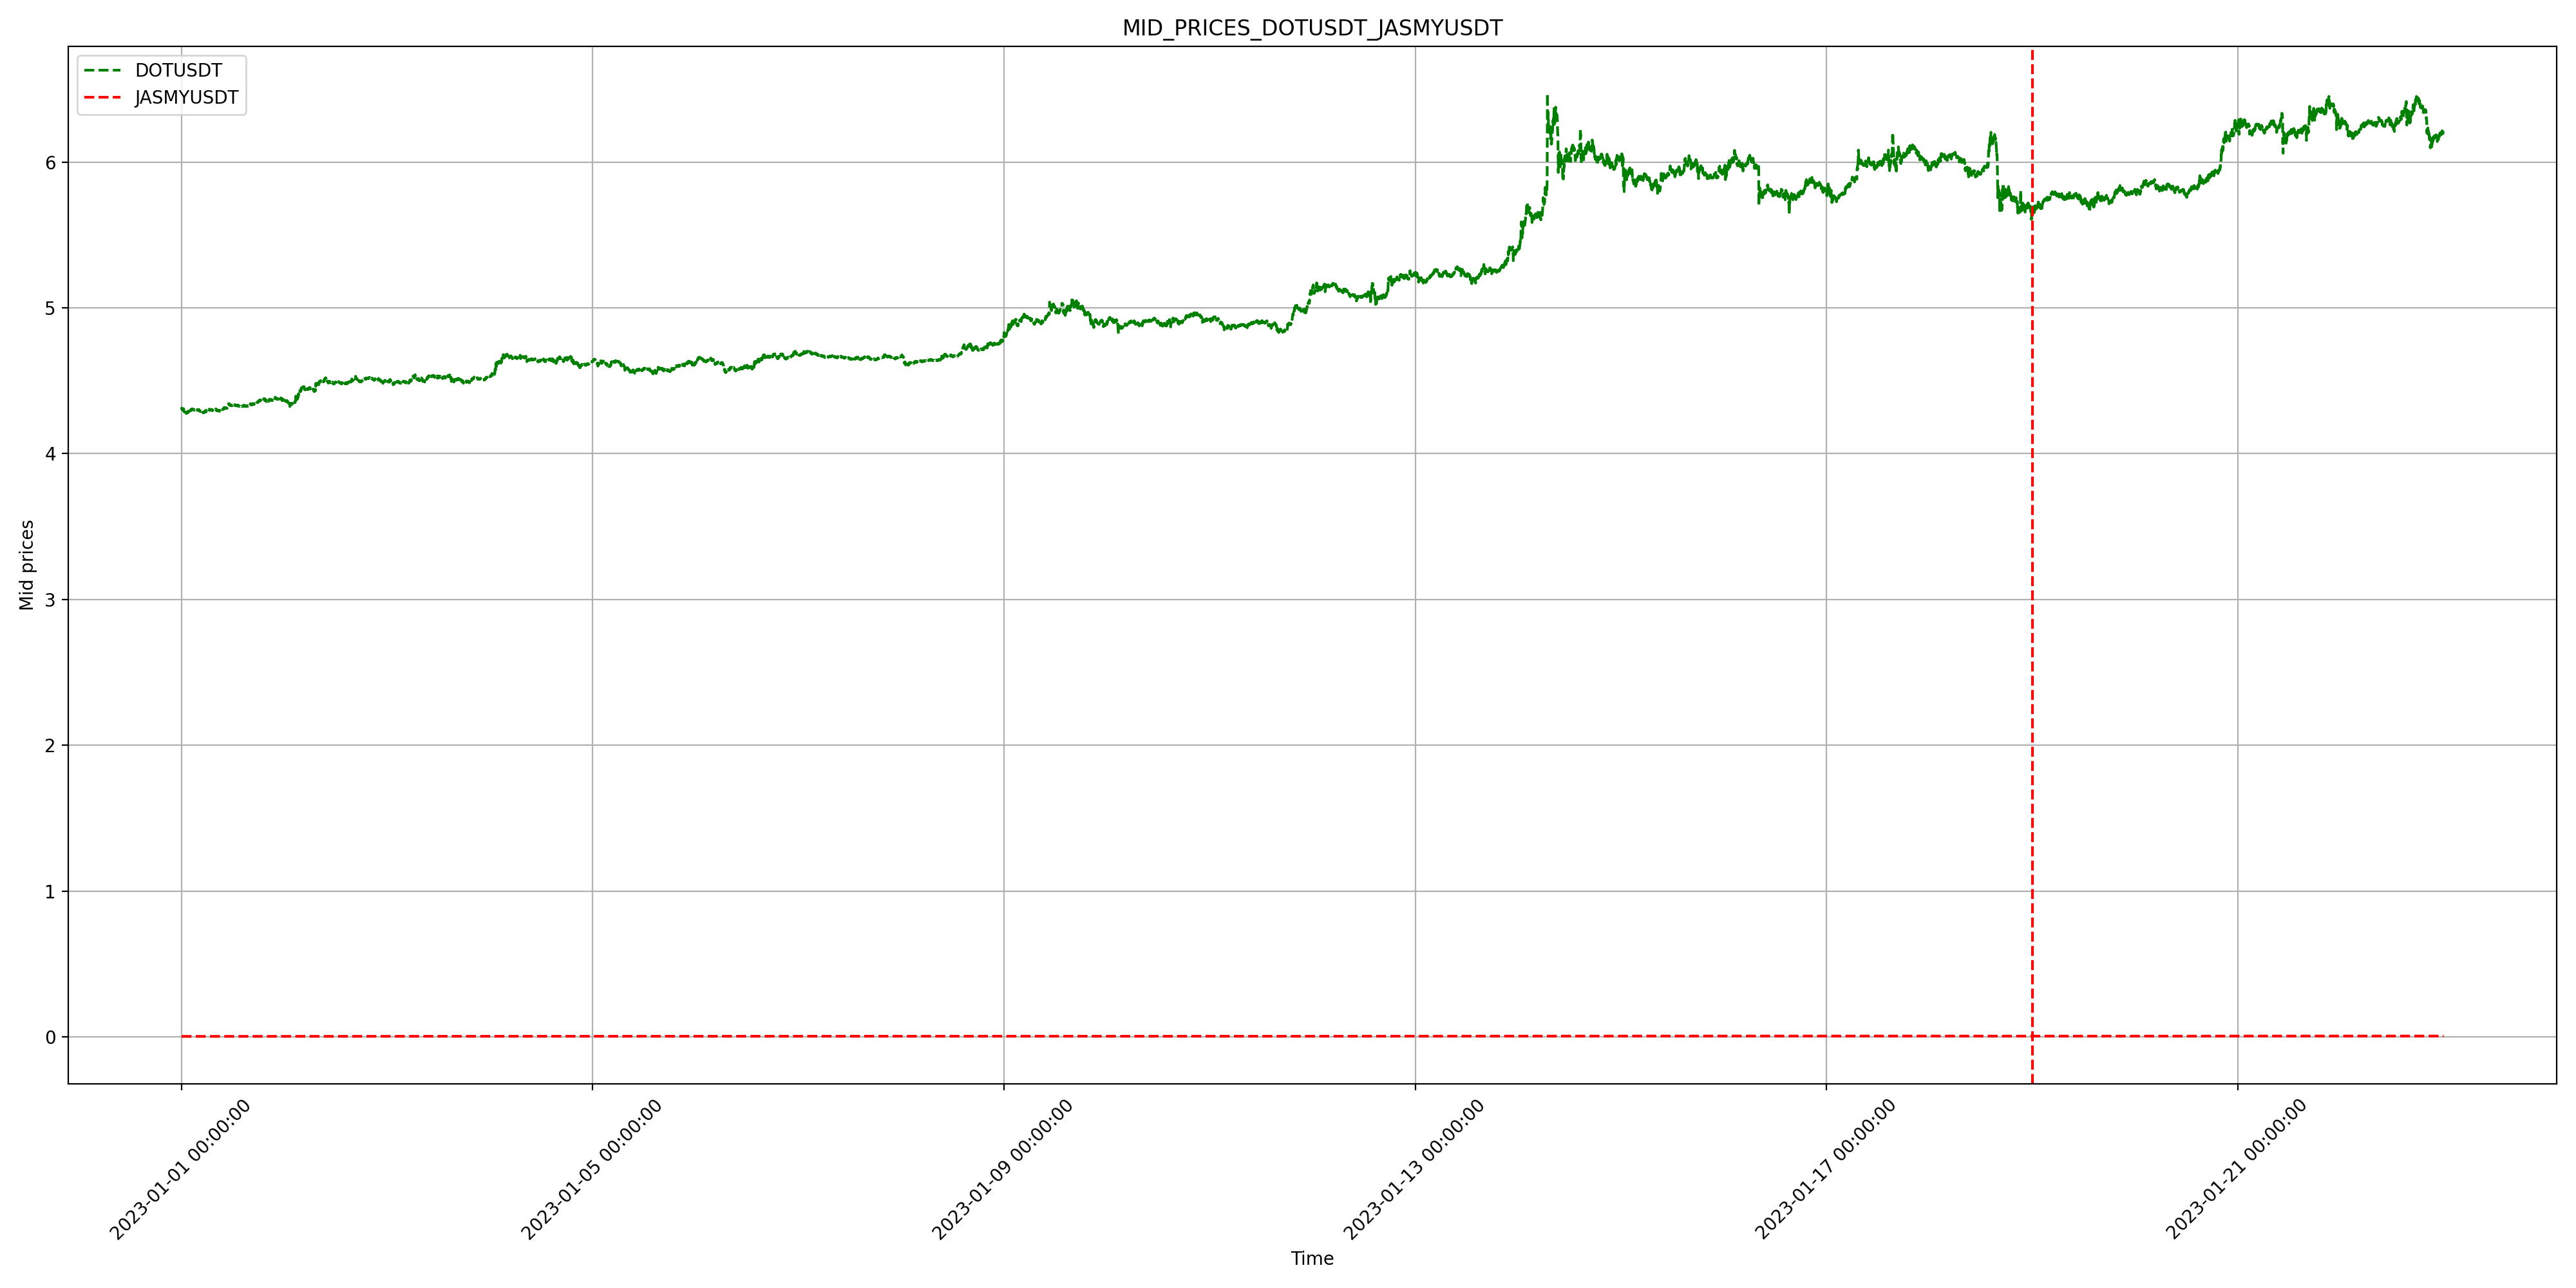 MID_PRICES_DOTUSDT_JASMYUSDT
DOTUSDT
JASMYUSDT
Mid prices
6
5
4
3
2
1
0
2023-01-01 00:00:00
2023-01-05 00:00:00
2023-01-09 00:00:00
2023-01-13 00:00:00
2023-01-17 00:00:00
2023-01-21 00:00:00
Time